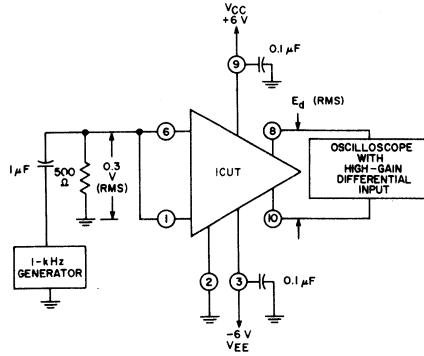 VCC
+6 V
0.1 µF
9
Ed (RMS)
6
8
OSCILLOSCOPE
WITH
HIGH-GAIN
DIFFERENTIAL
INPUT
1 µF
500
Ω
0.3
V
(RMS)
ICUT
1
10
1-kHz
GENERATOR
2
3
0.1 µF
-6 V
VEE